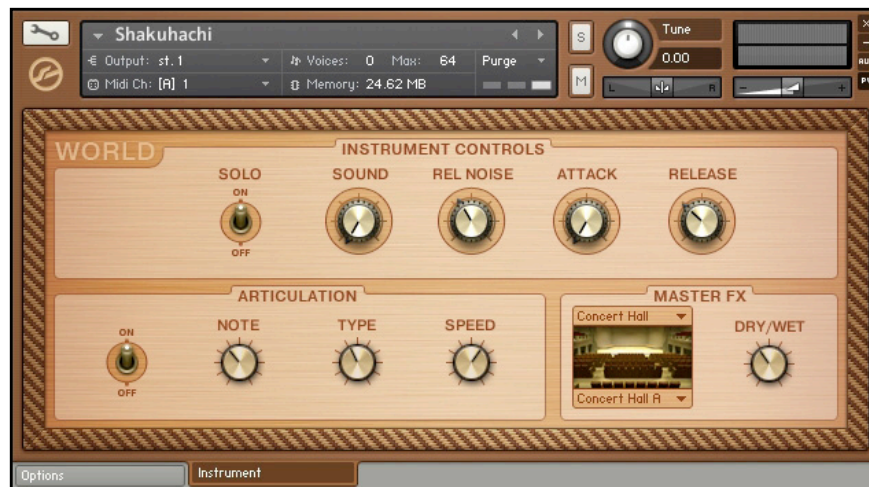 Shakuhachi
Output: st. 1
Voices: 0 Max: 64 Purge
Midi Ch: [A] 1
Memory: 24.62 MB
S
M
Tune
0.00
L R
- +
×
-
AU
PV
WORLD
INSTRUMENT CONTROLS
SOLO SOUND REL NOISE ATTACK RELEASE
ON
OFF
ARTICULATION
NOTE TYPE SPEED
ON
OFF
MASTER FX
Concert Hall
DRY/WET
Concert Hall A
Options
Instrument